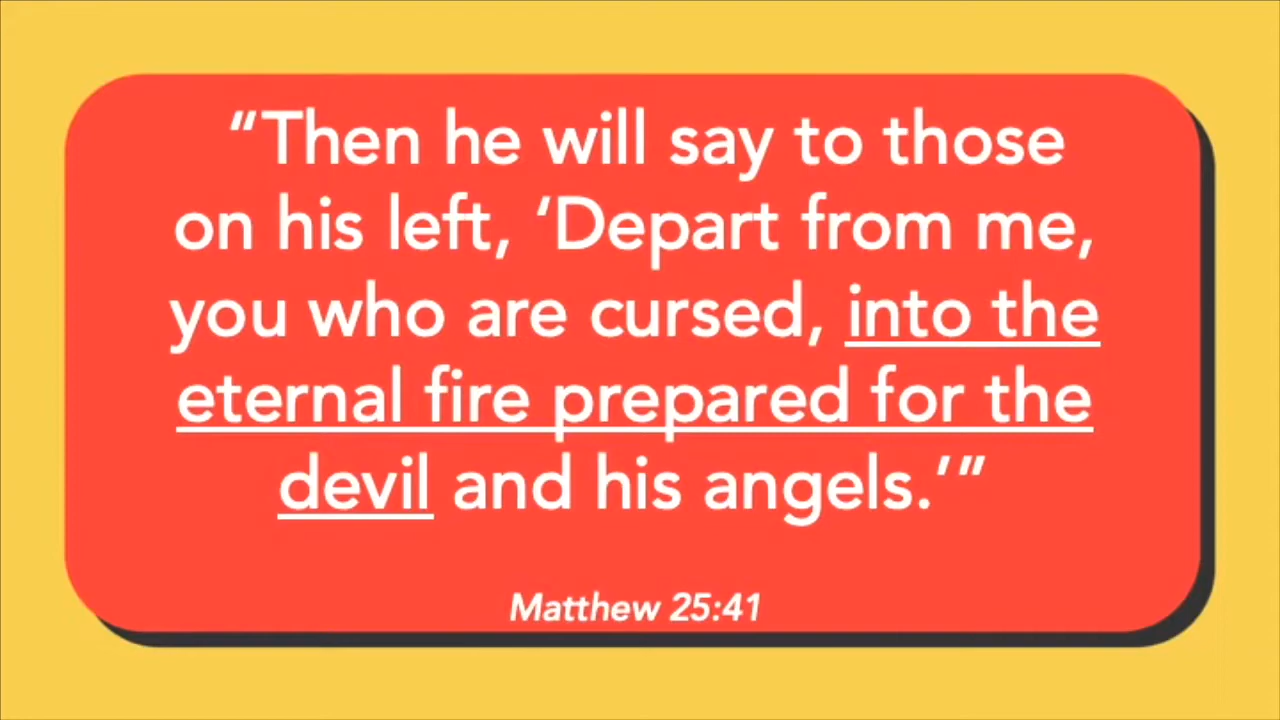 “Then he will say to those
on his left, ‘Depart from me,
you who are cursed, into the
eternal fire prepared for the
devil and his angels.’”
Matthew 25:41